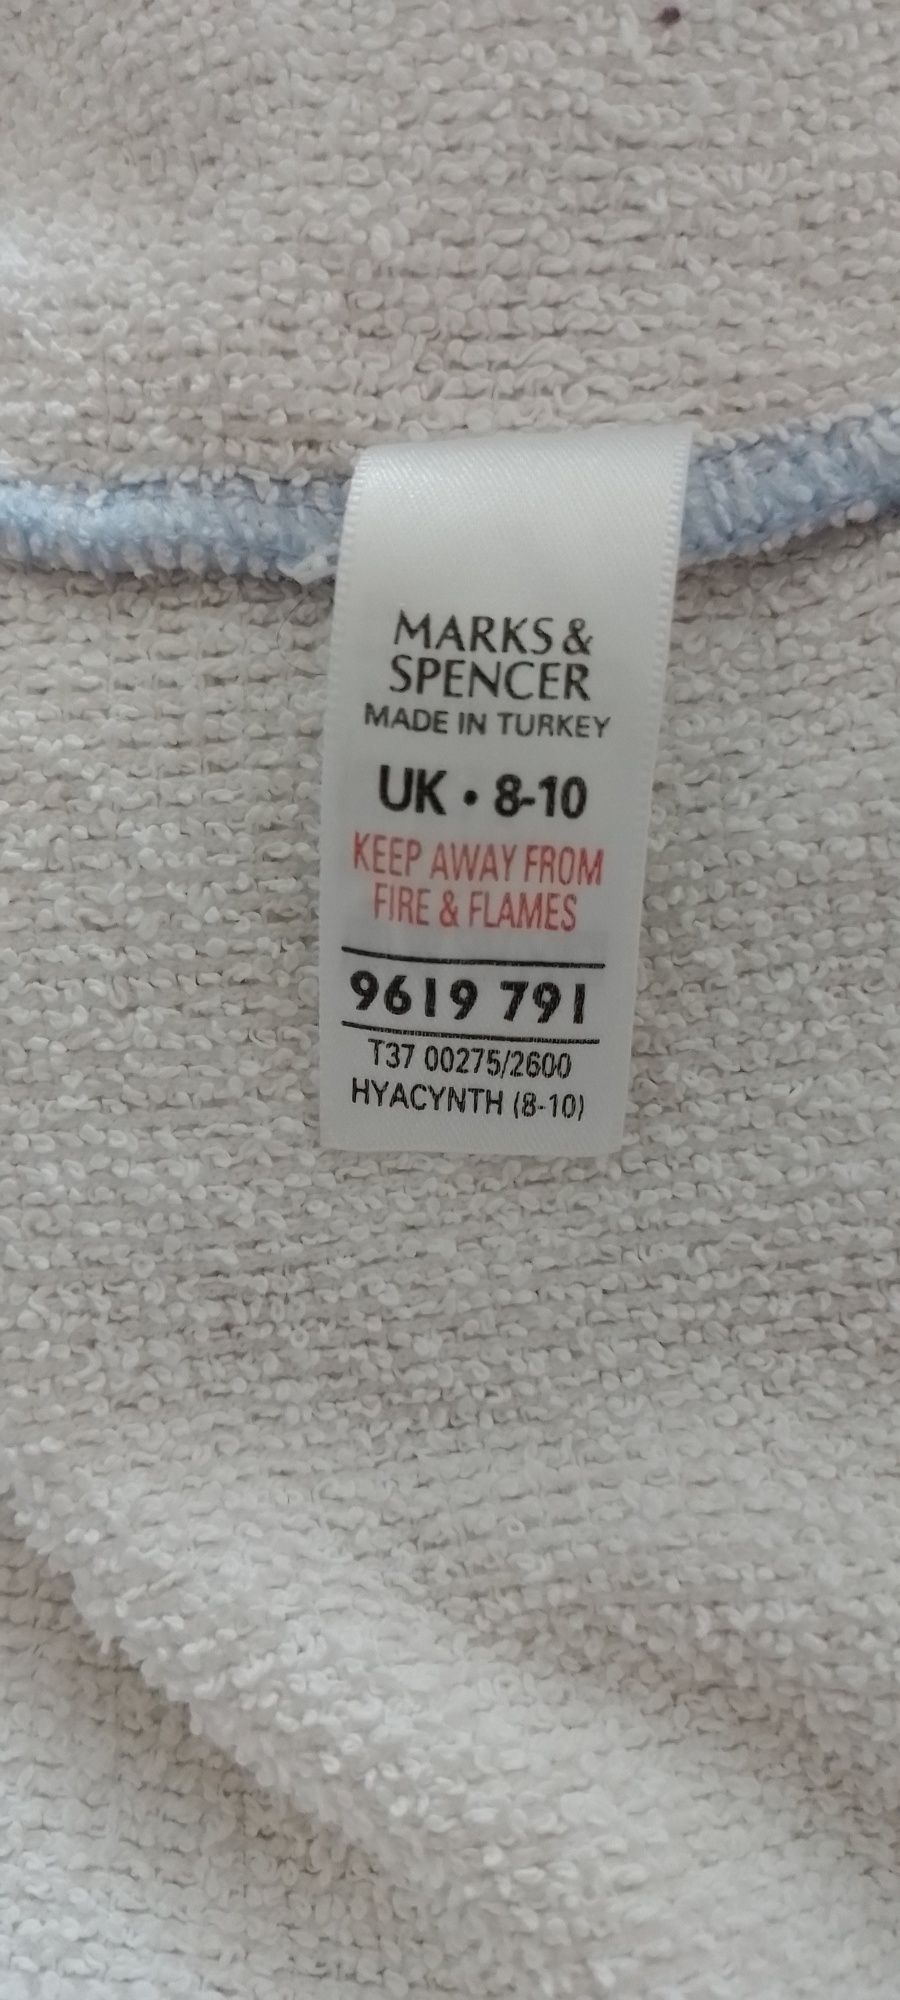 MARKS &
SPENCER
MADE IN TURKEY
UK • 8-10
KEEP AWAY FROM
FIRE & FLAMES
9619 791
T37 00275/2600
HYACYNTH (8-10)